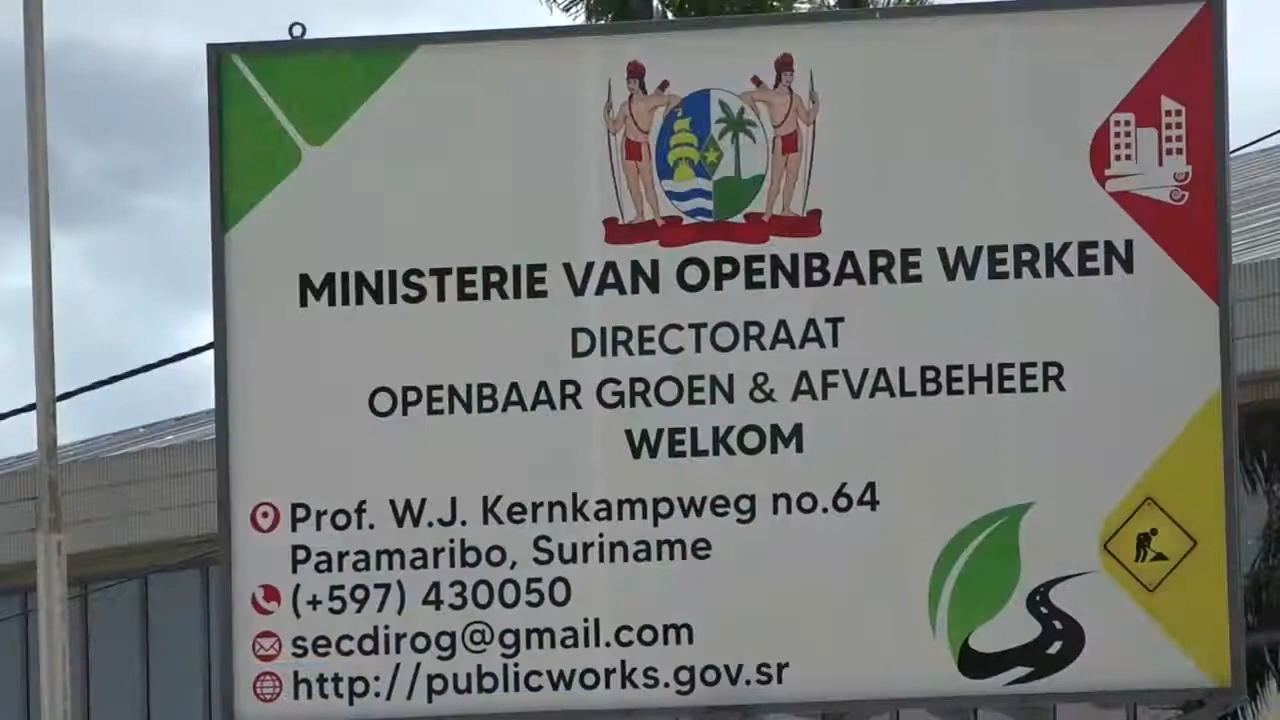 MINISTERIE VAN OPENBARE WERKEN
DIRECTORAAT
OPENBAAR GROEN & AFVALBEHEER
WELKOM
Prof. W.J. Kernkampweg no.64
Paramaribo, Suriname
(+597) 430050
secdirog@gmail.com
http://publicworks.gov.sr